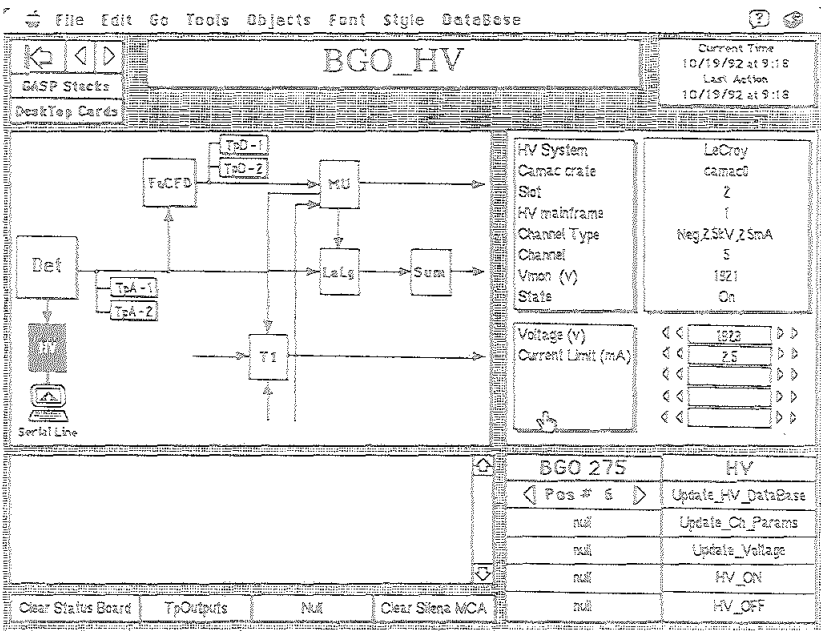 File Edit Go Tools Objects Font Style DataBase
BGO_HV
Current Time
10/19/92 at 9:18
Last Action
10/19/92 at 9:18
GASP Stacks
DeskTop Cards
TpD-1
TpD-2
FaCFD
MU
Det
LeLg
Sum
TpA-1
TpA-2
HV
T1
Serial Line
HV System LeCroy
Camac crate camac0
Slot 2
HV mainframe 1
Channel Type Neg,2.5kV,2.5mA
Channel 5
Vmon (v) 1921
State On
Voltage (v) 1923
Current Limit (mA) 2.5
BGO 275 HV
Pos # 6 Update_HV_DataBase
null Update_Ch_Params
null Update_Voltage
null HV_ON
null HV_OFF
Clear Status Board TpOutputs Null Clear Silena MCA